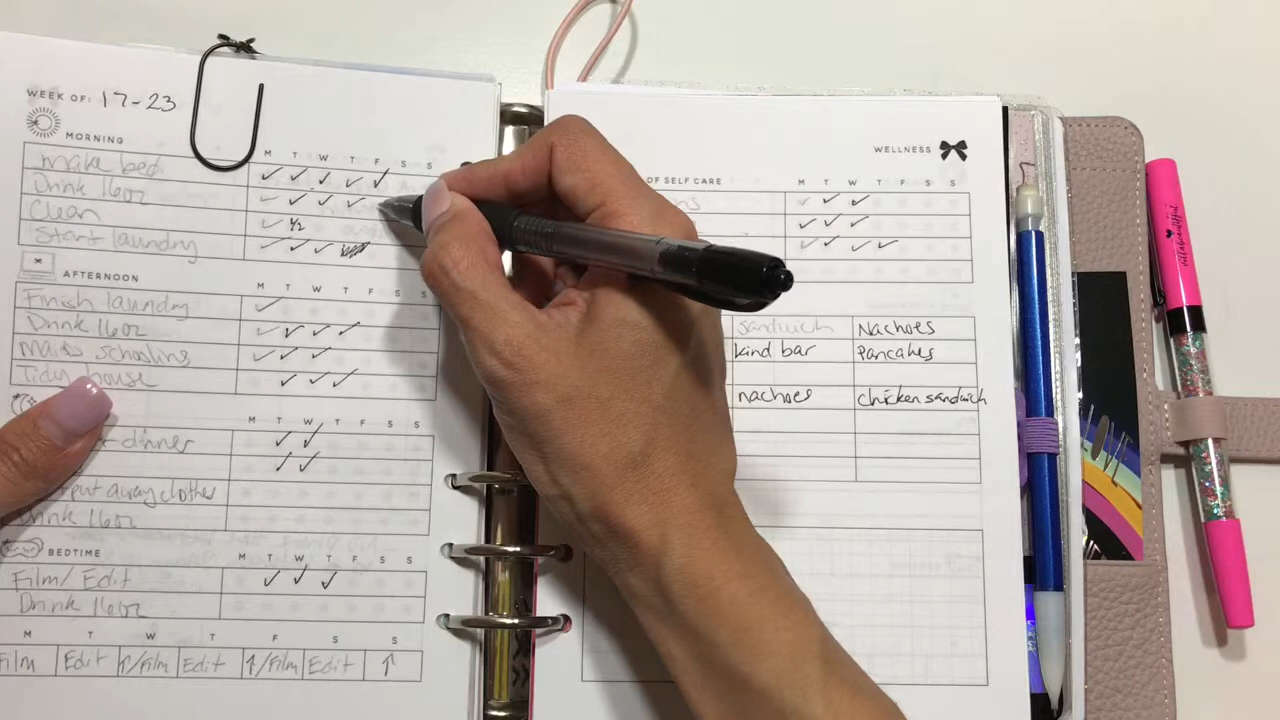 WEEK OF: 17-23
MORNING
M T W T F S S
make bed ✓ ✓ ✓ ✓ ✓
Drink 16oz ✓ ✓ ✓ ✓
Clean ✓ 1/2
Start laundry ✓ ✓ ✓
AFTERNOON
M T W T F S S
Finish laundry ✓
Drink 16oz ✓ ✓ ✓ ✓
✓ ✓ ✓
Tidy house ✓ ✓ ✓
M T W T F S S
dinner ✓ ✓
✓ ✓
put away clothes
Drink 16oz
BEDTIME
M T W T F S S
Film/Edit ✓ ✓ ✓
Drink 16oz
M T W T F S S
Film Edit ↑/Film Edit ↑/Film Edit ↑
WELLNESS
OF SELF CARE M T W T F S S
✓ ✓ ✓
✓ ✓ ✓
✓ ✓ ✓ ✓
sandwich Nachoes
kind bar Pancakes
nachoes chicken sandwich